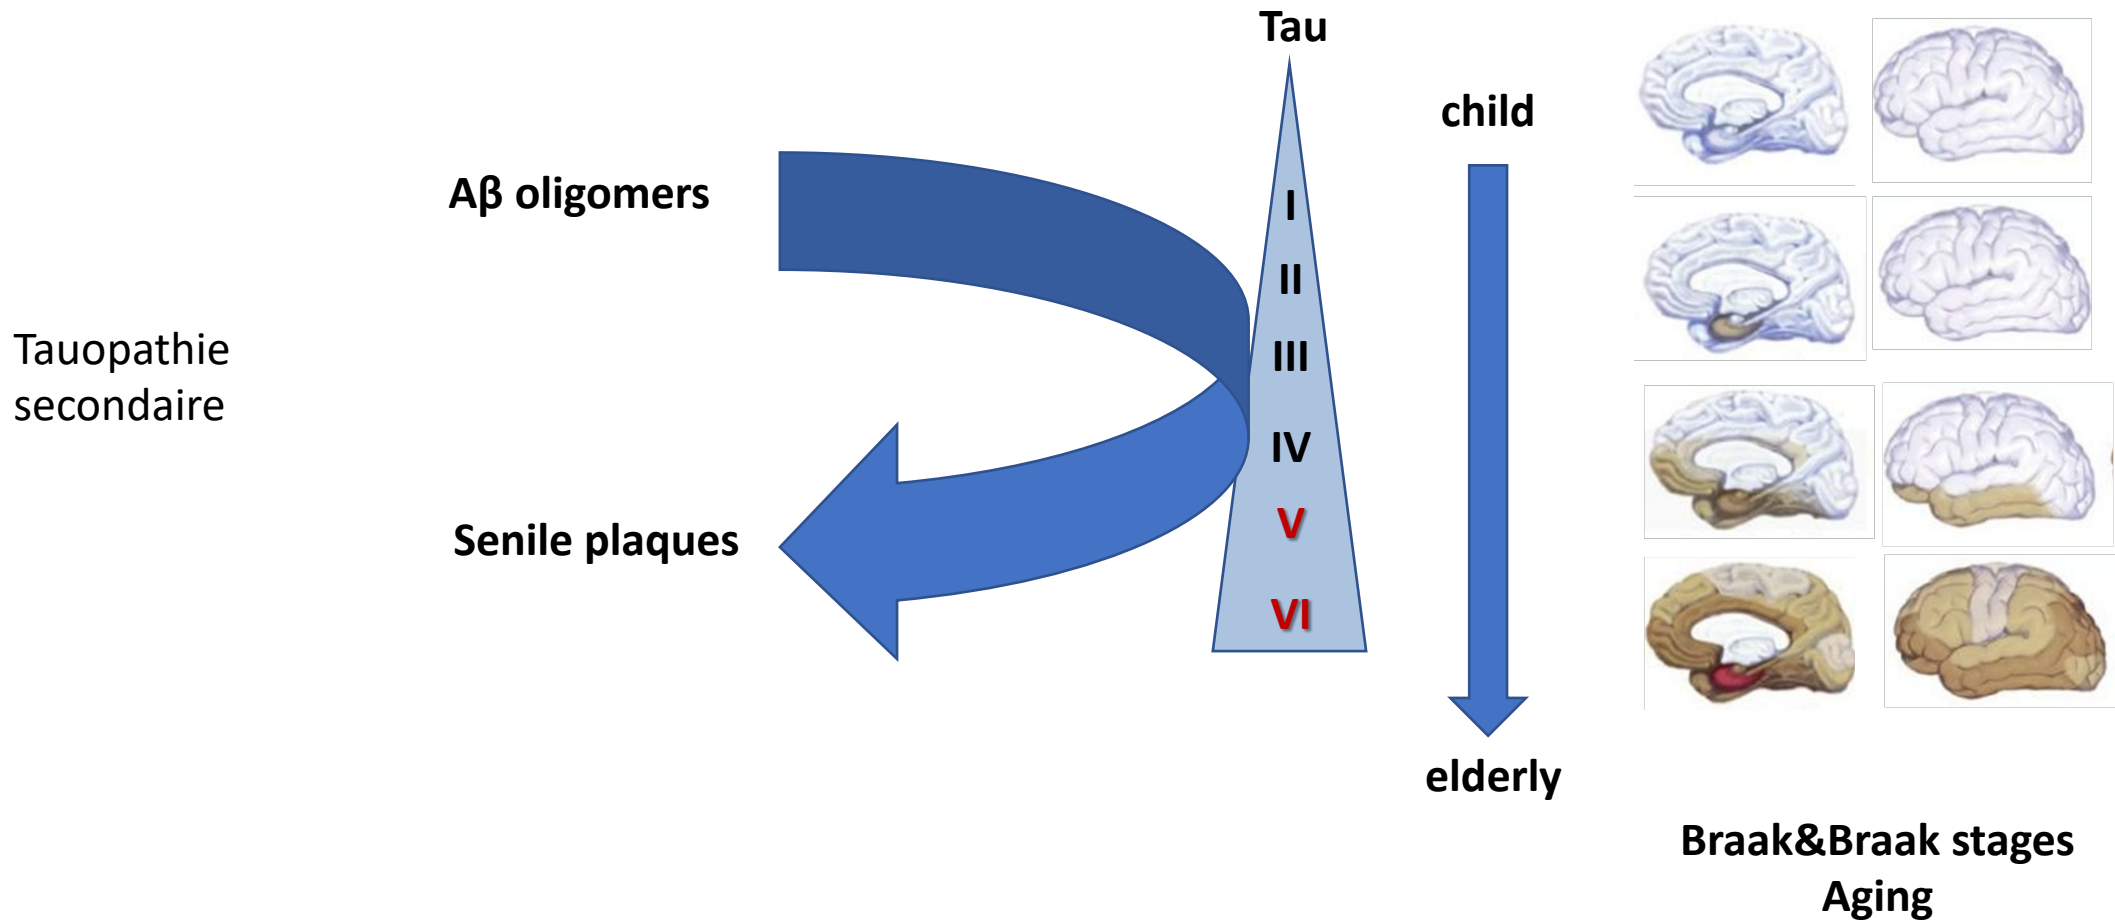 Tau
child
Aβ oligomers
I
II
III
IV
V
VI
Tauopathie
secondaire
Senile plaques
elderly
Braak&Braak stages
Aging